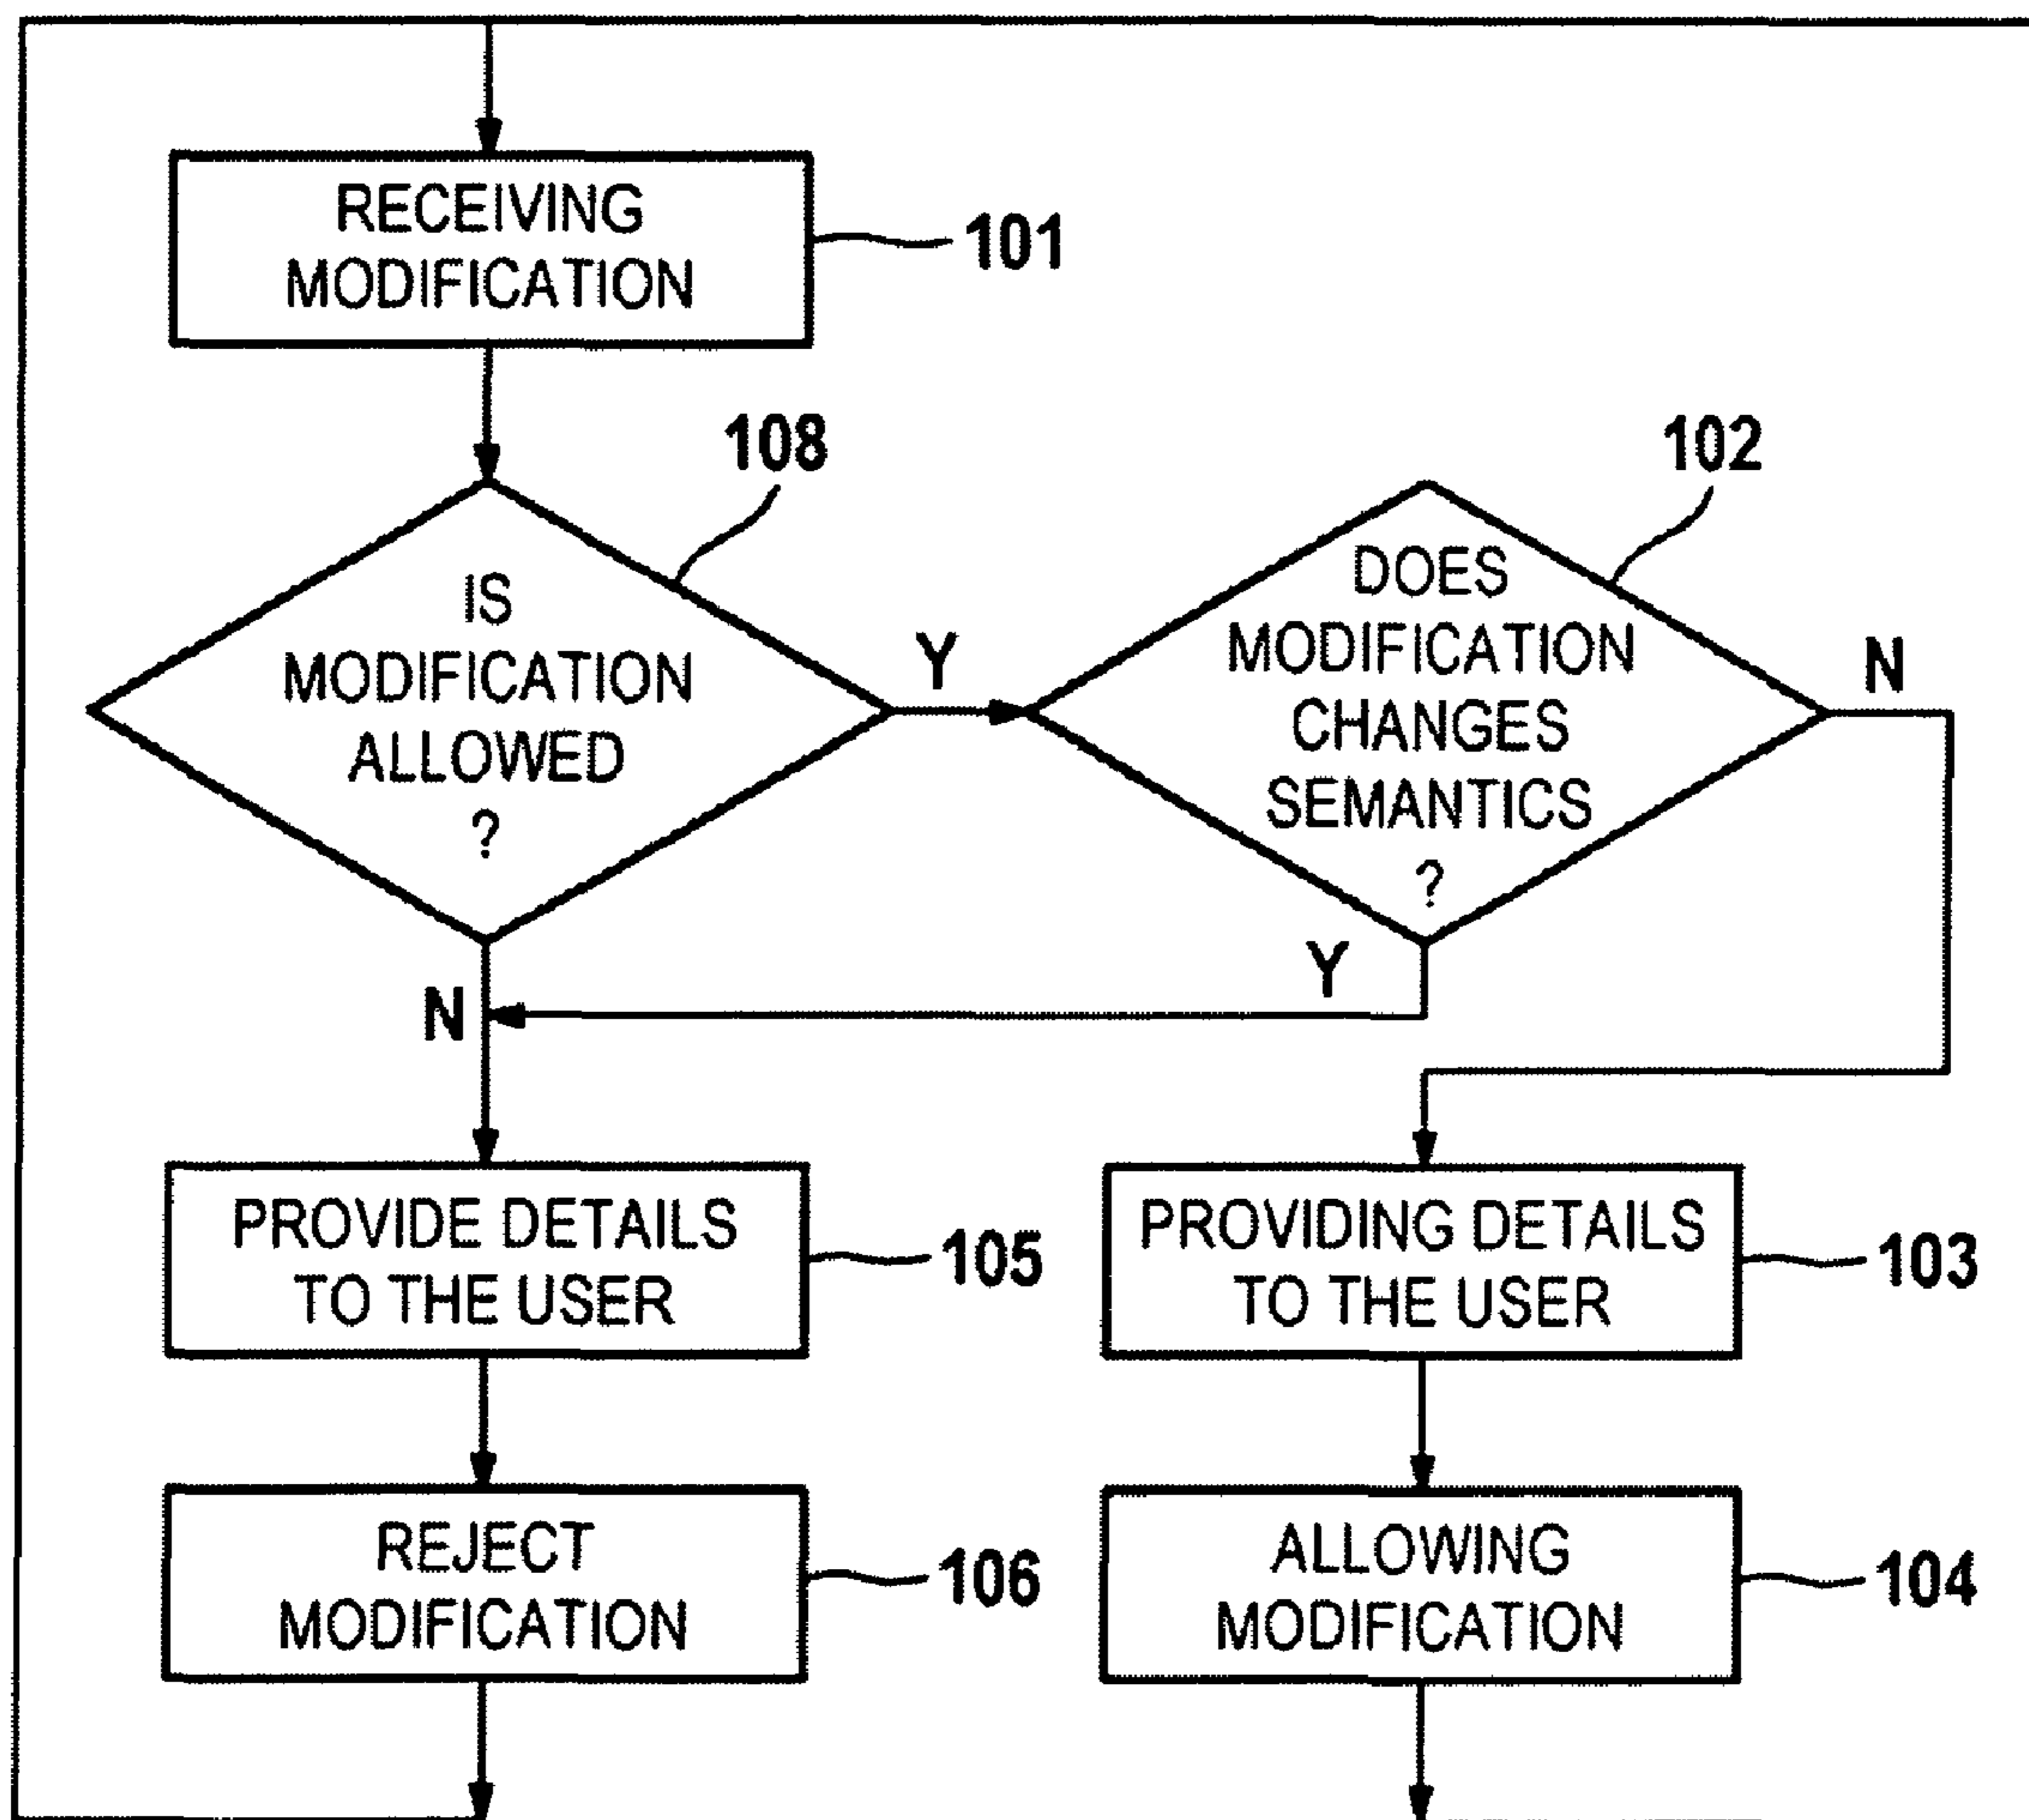 RECEIVING
MODIFICATION
101
108
102
IS
MODIFICATION
ALLOWED
?
Y
DOES
MODIFICATION
CHANGES
SEMANTICS
?
N
Y
N
PROVIDE DETAILS
TO THE USER
105
PROVIDING DETAILS
TO THE USER
103
REJECT
MODIFICATION
106
ALLOWING
MODIFICATION
104